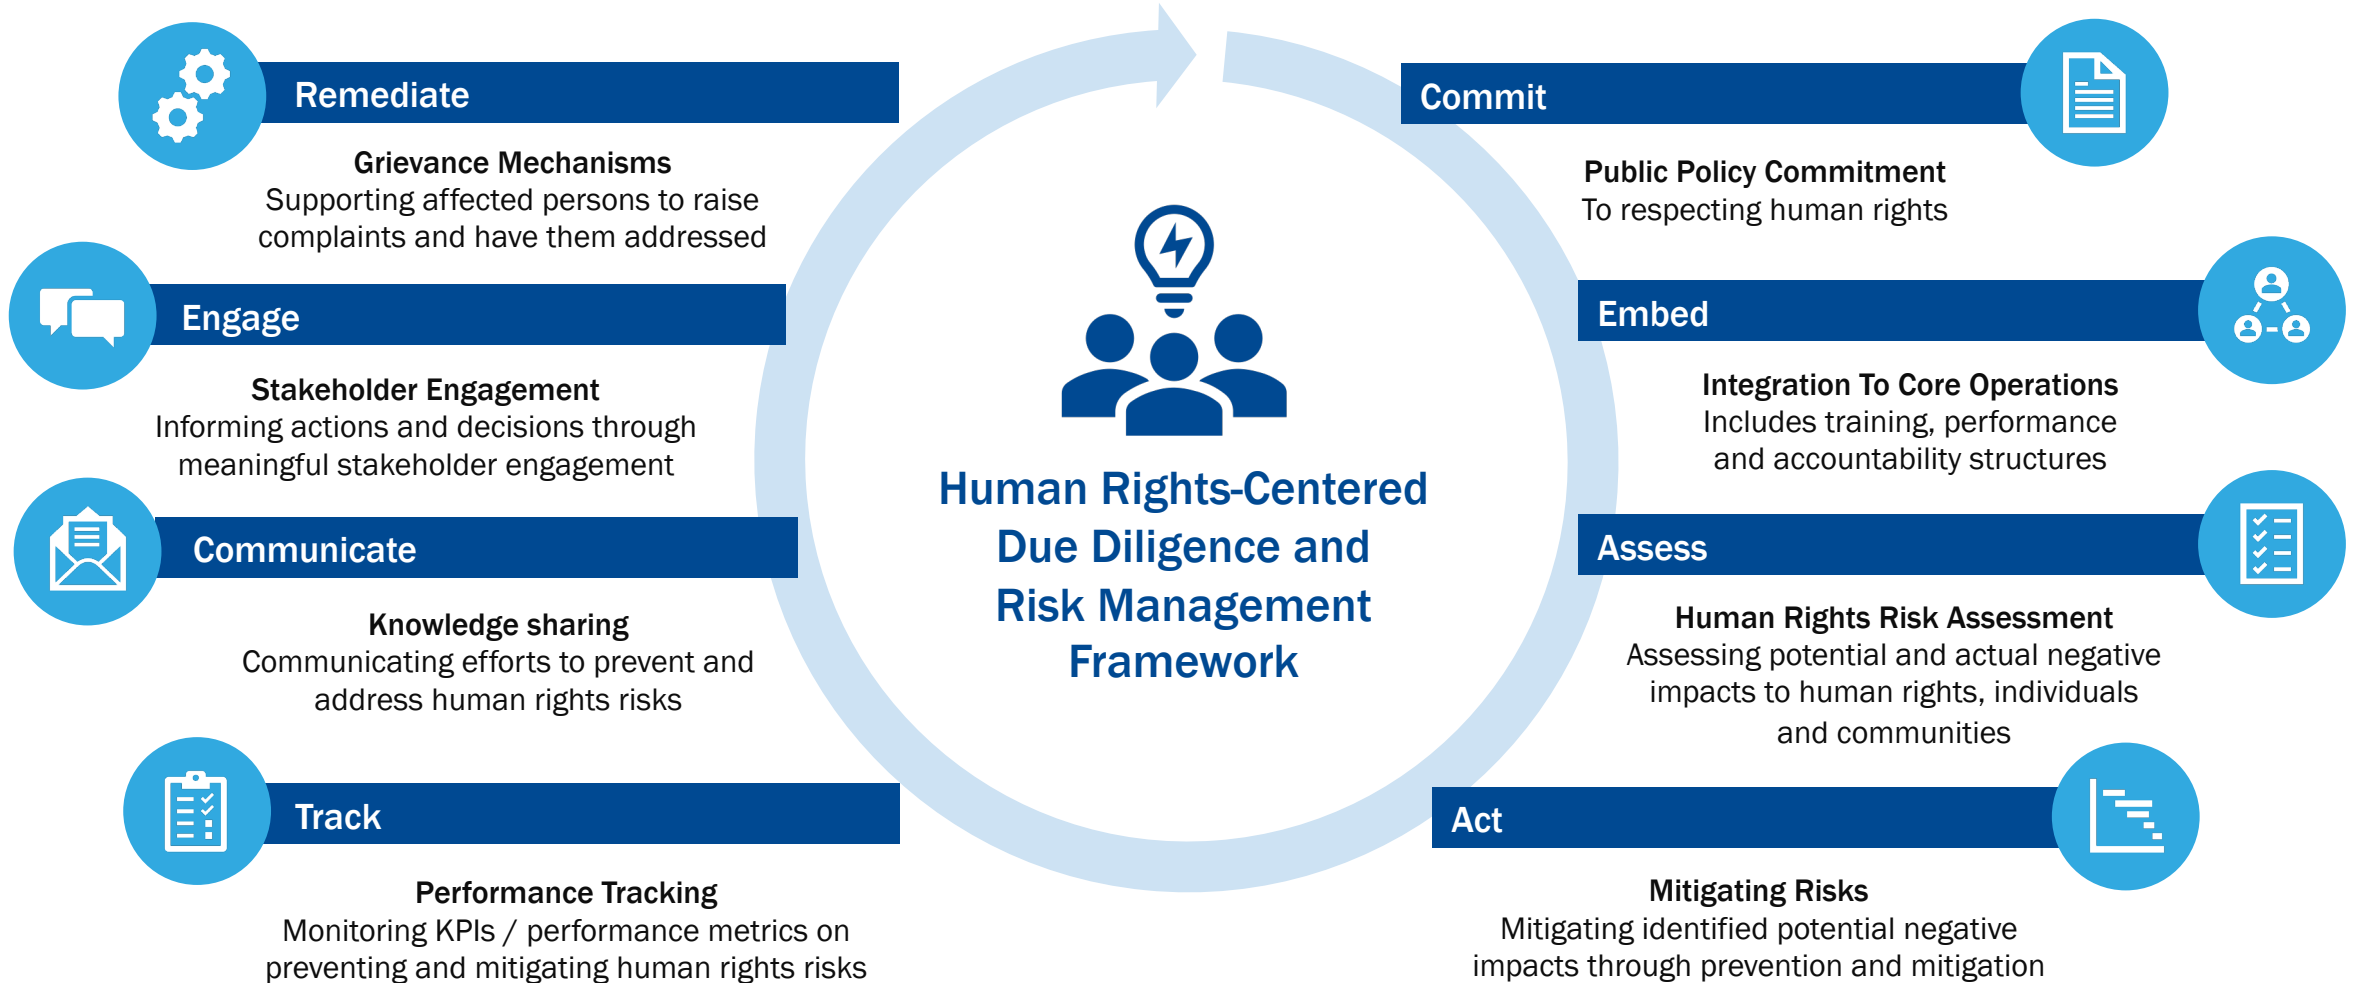 Remediate
Grievance Mechanisms
Supporting affected persons to raise
complaints and have them addressed
Engage
Stakeholder Engagement
Informing actions and decisions through
meaningful stakeholder engagement
Communicate
Knowledge sharing
Communicating efforts to prevent and
address human rights risks
Track
Performance Tracking
Monitoring KPIs / performance metrics on
preventing and mitigating human rights risks
Human Rights-Centered
Due Diligence and
Risk Management
Framework
Commit
Public Policy Commitment
To respecting human rights
Embed
Integration To Core Operations
Includes training, performance
and accountability structures
Assess
Human Rights Risk Assessment
Assessing potential and actual negative
impacts to human rights, individuals
and communities
Act
Mitigating Risks
Mitigating identified potential negative
impacts through prevention and mitigation